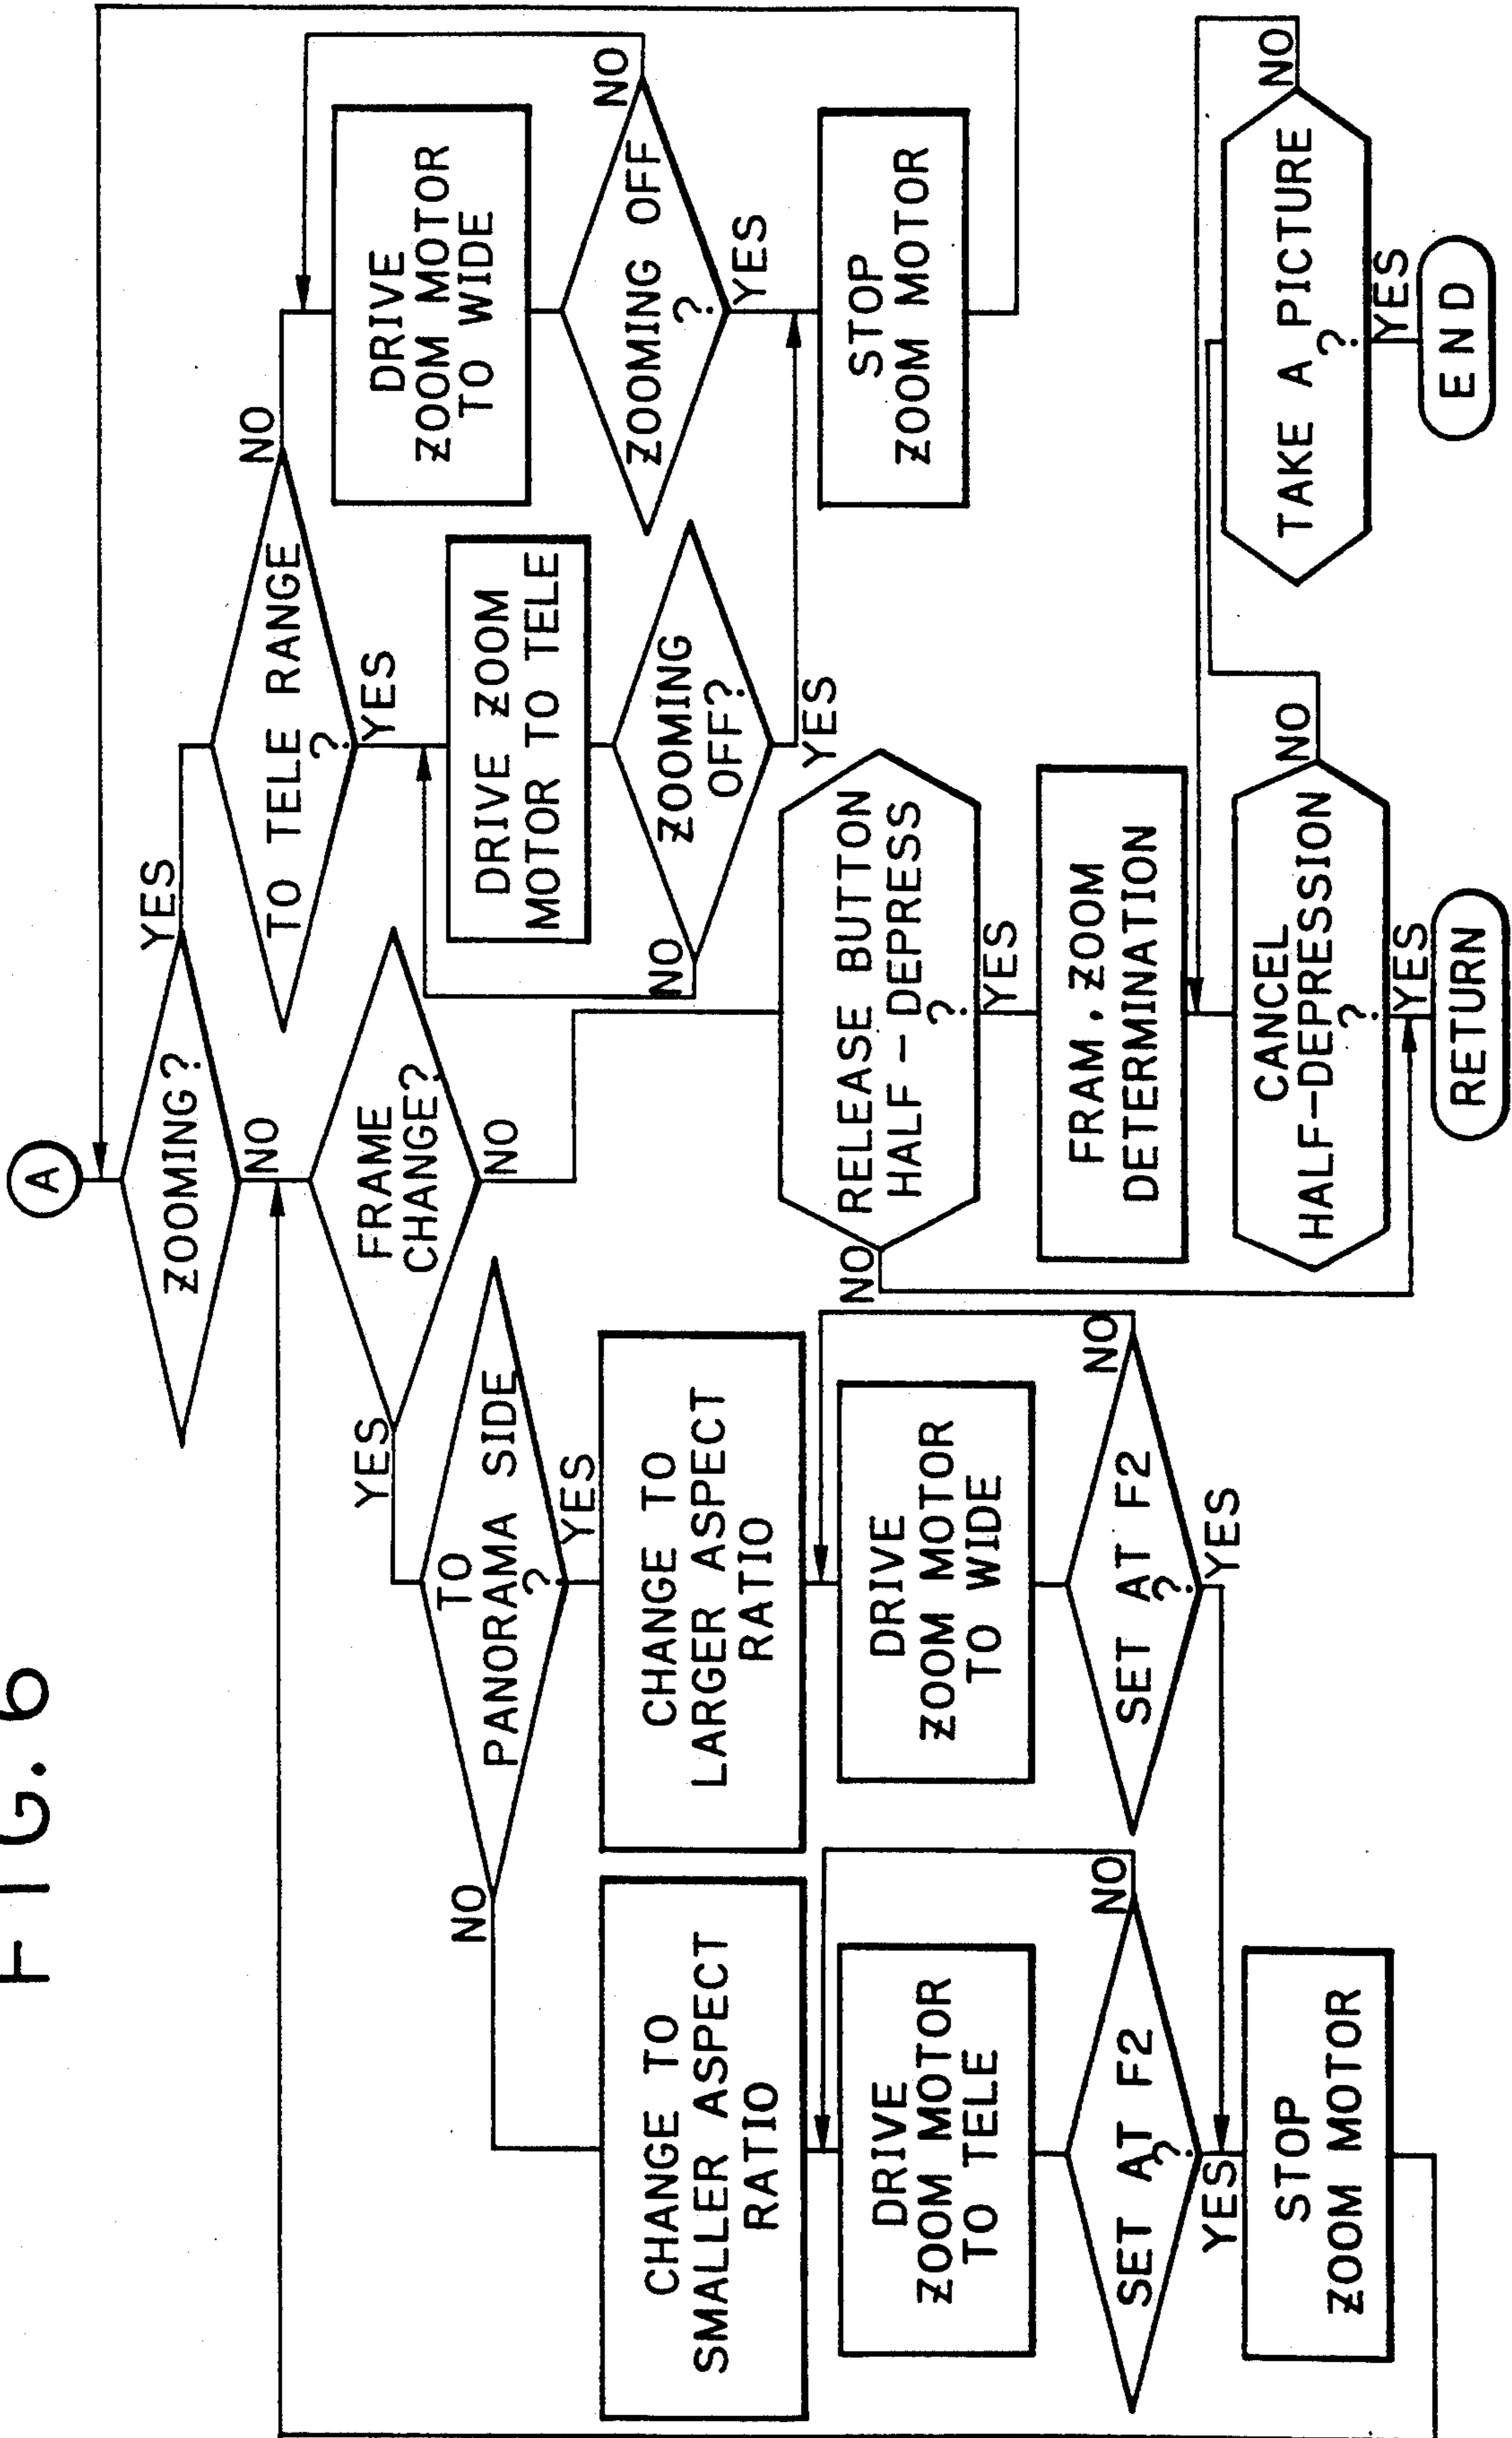 FIG. 6
A
ZOOMING?
YES
NO
TO TELE RANGE
?
NO
YES
DRIVE
ZOOM MOTOR
TO WIDE
ZOOMING OFF
?
NO
YES
DRIVE ZOOM
MOTOR TO TELE
ZOOMING
OFF?
NO
YES
STOP
ZOOM MOTOR
FRAME
CHANGE?
YES
NO
TO
PANORAMA SIDE
?
NO
YES
CHANGE TO
SMALLER ASPECT
RATIO
CHANGE TO
LARGER ASPECT
RATIO
DRIVE
ZOOM MOTOR
TO TELE
DRIVE
ZOOM MOTOR
TO WIDE
SET AT F2
?
NO
YES
SET AT F2
?
NO
YES
STOP
ZOOM MOTOR
RELEASE BUTTON
HALF-DEPRESS
?
NO
YES
FRAM, ZOOM
DETERMINATION
CANCEL
HALF-DEPRESSION
?
NO
YES
RETURN
TAKE A PICTURE
?
NO
YES
END